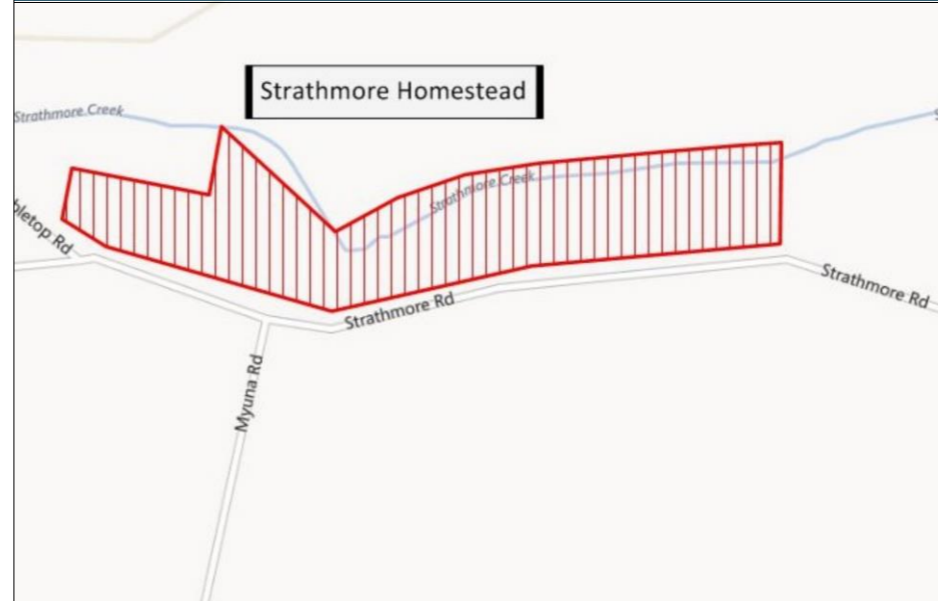 Strathmore Homestead
Strathmore Creek
Strathmore Creek
bletop Rd
Strathmore Rd
Strathmore Rd
Myuna Rd